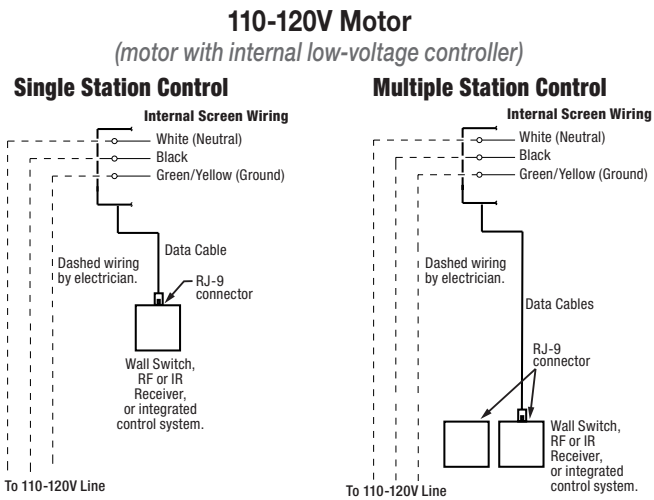 110-120V Motor
(motor with internal low-voltage controller)
Single Station Control
Internal Screen Wiring
White (Neutral)
Black
Green/Yellow (Ground)
Data Cable
Dashed wiring
by electrician.
RJ-9
connector
Wall Switch,
RF or IR
Receiver,
or integrated
control system.
To 110-120V Line
Multiple Station Control
Internal Screen Wiring
White (Neutral)
Black
Green/Yellow (Ground)
Dashed wiring
by electrician.
Data Cables
RJ-9
connector
Wall Switch,
RF or IR
Receiver,
or integrated
control system.
To 110-120V Line